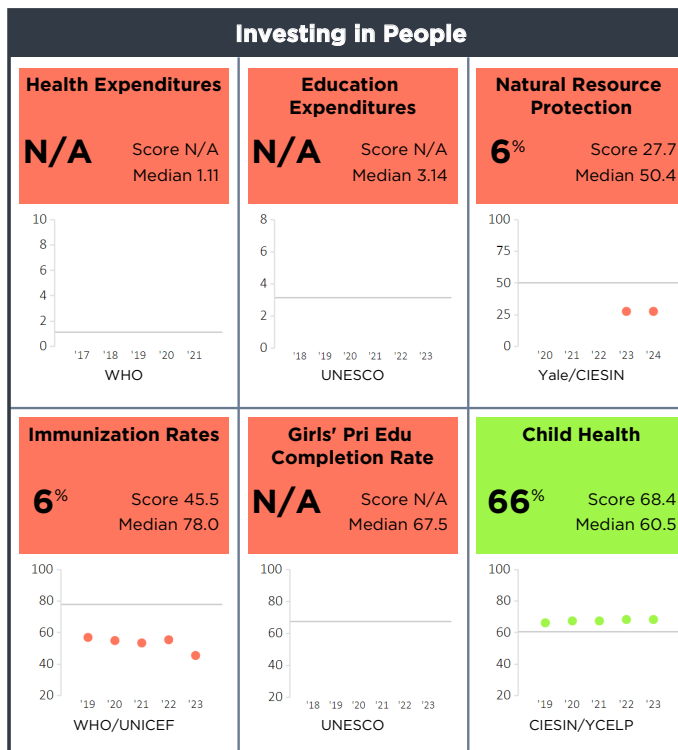 Investing in People
Health Expenditures
N/A
Score N/A
Median 1.11
10
8
6
4
2
0
'17 '18 '19 '20 '21
WHO
Education
Expenditures
N/A
Score N/A
Median 3.14
8
6
4
2
0
'18 '19 '20 '21 '22 '23
UNESCO
Natural Resource
Protection
6%
Score 27.7
Median 50.4
100
75
50
25
0
'20 '21 '22 '23 '24
Yale/CIESIN
Immunization Rates
6%
Score 45.5
Median 78.0
100
80
60
40
20
'19 '20 '21 '22 '23
WHO/UNICEF
Girls' Pri Edu
Completion Rate
N/A
Score N/A
Median 67.5
100
80
60
40
20
'18 '19 '20 '21 '22 '23
UNESCO
Child Health
66%
Score 68.4
Median 60.5
100
80
60
40
20
'19 '20 '21 '22 '23
CIESIN/YCELP